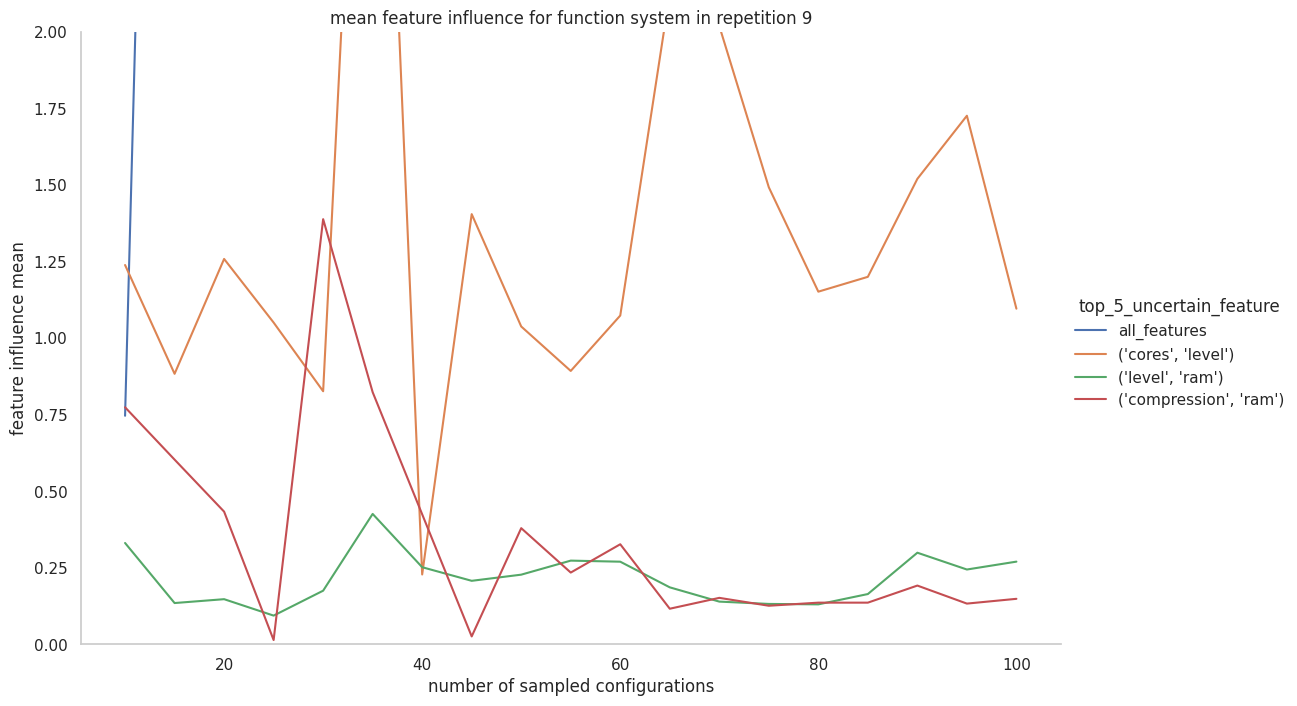 mean feature influence for function system in repetition 9
2.00
1.75
1.50
1.25
1.00
0.75
0.50
0.25
0.00
feature influence mean
20 40 60 80 100
number of sampled configurations
top_5_uncertain_feature
all_features
('cores', 'level')
('level', 'ram')
('compression', 'ram')